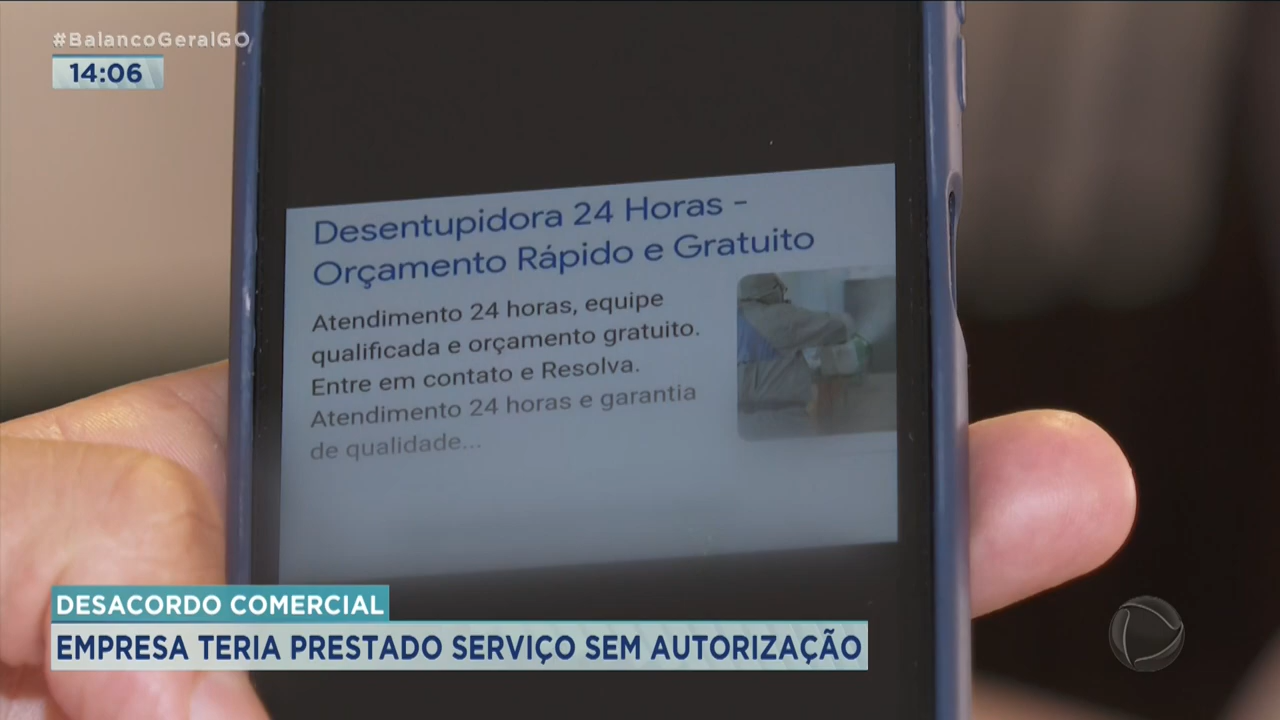 #BalancoGeralGO
14:06
Desentupidora 24 Horas -
Orçamento Rápido e Gratuito
Atendimento 24 horas, equipe
qualificada e orçamento gratuito.
Entre em contato e Resolva.
Atendimento 24 horas e garantia
de qualidade...
DESACORDO COMERCIAL
EMPRESA TERIA PRESTADO SERVIÇO SEM AUTORIZAÇÃO